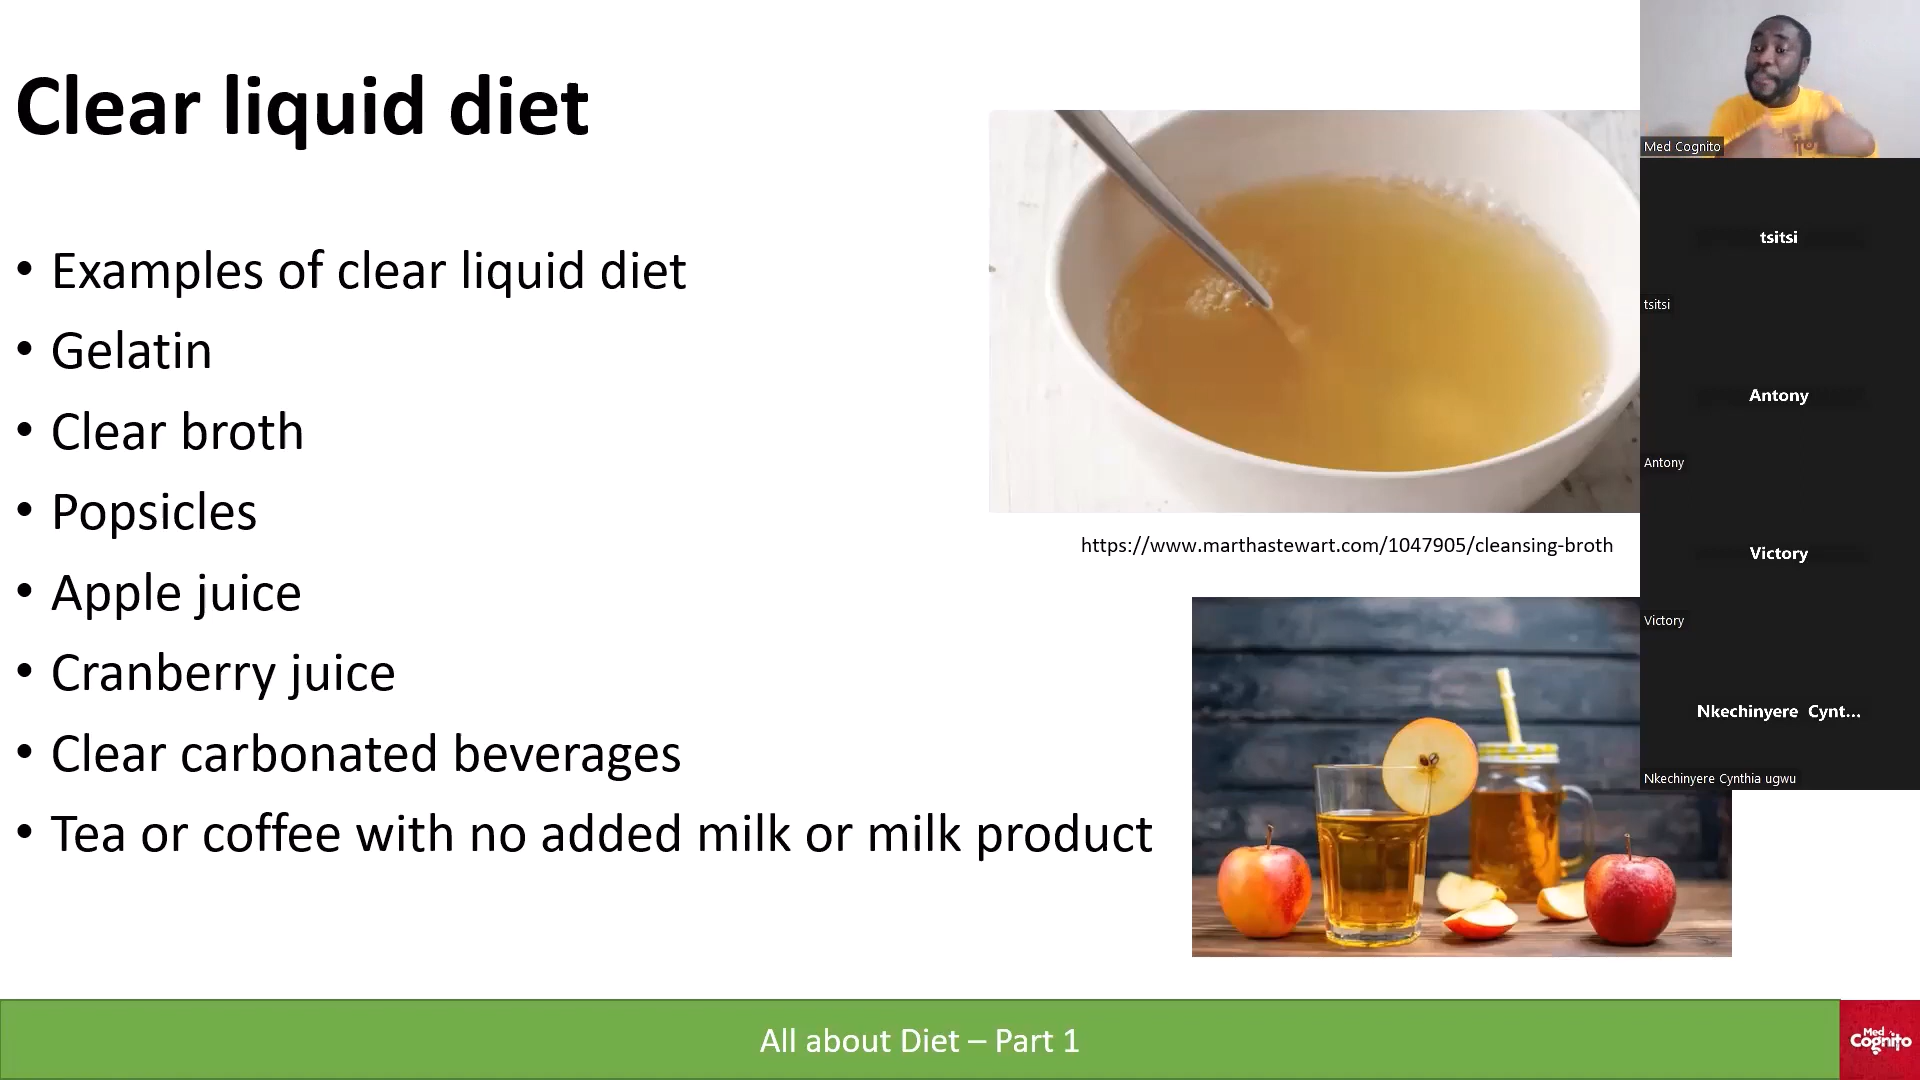 Clear liquid diet
• Examples of clear liquid diet
• Gelatin
• Clear broth
• Popsicles
• Apple juice
• Cranberry juice
• Clear carbonated beverages
• Tea or coffee with no added milk or milk product
https://www.marthastewart.com/1047905/cleansing-broth
Med Cognito
tsitsi
tsitsi
Antony
Antony
Victory
Victory
Nkechinyere Cynt...
Nkechinyere Cynthia ugwu
All about Diet – Part 1
Med
Cognito